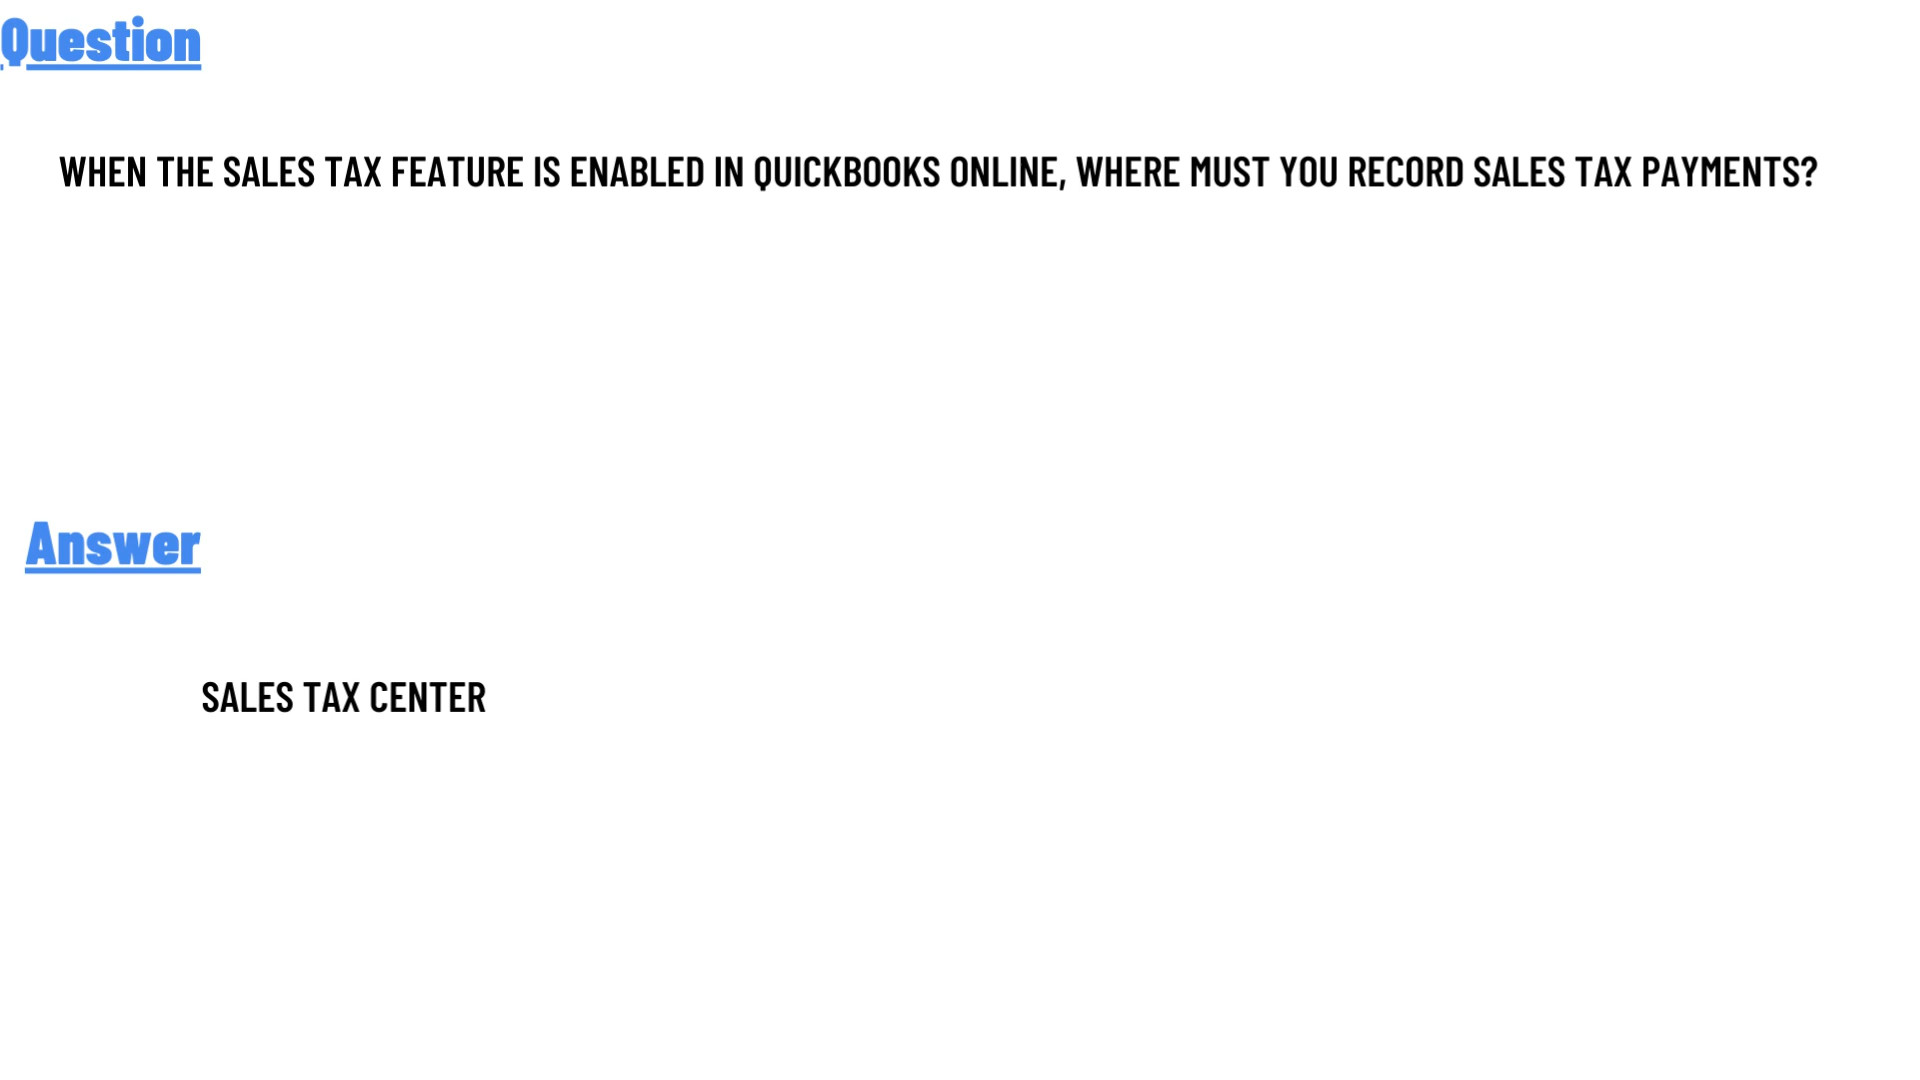 Question
WHEN THE SALES TAX FEATURE IS ENABLED IN QUICKBOOKS ONLINE, WHERE MUST YOU RECORD SALES TAX PAYMENTS?
Answer
SALES TAX CENTER